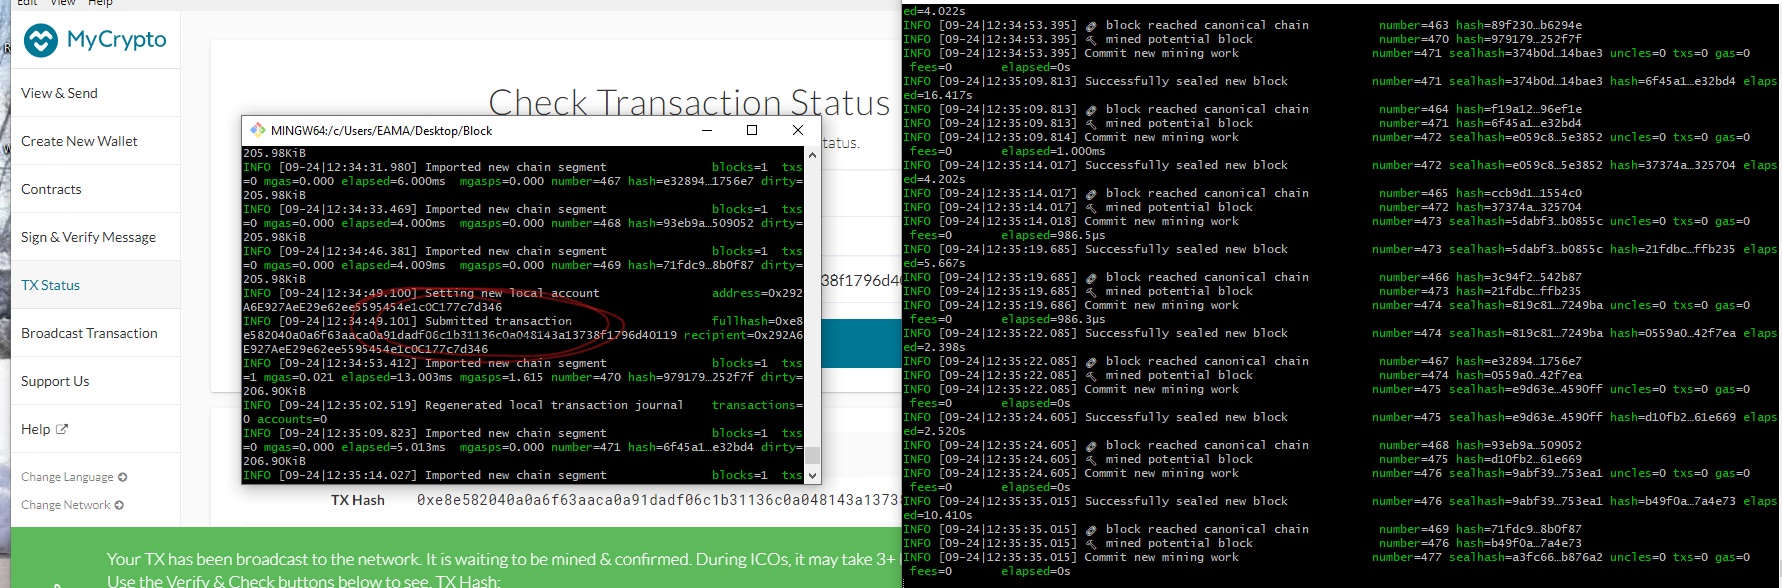 Edit View Help
MyCrypto
View & Send
Create New Wallet
Contracts
Sign & Verify Message
TX Status
Broadcast Transaction
Support Us
Help
Change Language
Change Network
Check Transaction Status
tatus.
38f1796d40
TX Hash 0xe8e582040a0a6f63aaca0a91dadf06c1b31136c0a048143a1373
Your TX has been broadcast to the network. It is waiting to be mined & confirmed. During ICOs, it may take 3+
Use the Verify & Check buttons below to see. TX Hash:
MINGW64:/c/Users/EAMA/Desktop/Block
205.98KiB
INFO [09-24|12:34:31.980] Imported new chain segment blocks=1 txs
=0 mgas=0.000 elapsed=6.000ms mgasps=0.000 number=467 hash=e32894…1756e7 dirty=
205.98KiB
INFO [09-24|12:34:33.469] Imported new chain segment blocks=1 txs
=0 mgas=0.000 elapsed=4.000ms mgasps=0.000 number=468 hash=93eb9a…509052 dirty=
205.98KiB
INFO [09-24|12:34:46.381] Imported new chain segment blocks=1 txs
=0 mgas=0.000 elapsed=4.009ms mgasps=0.000 number=469 hash=71fdc9…8b0f87 dirty=
205.98KiB
INFO [09-24|12:34:49.100] Setting new local account address=0x292
A6E927AeE29e62ee5595454e1c0C177c7d346
INFO [09-24|12:34:49.101] Submitted transaction fullhash=0xe8
e582040a0a6f63aaca0a91dadf06c1b31136c0a048143a13738f1796d40119 recipient=0x292A6
E927AeE29e62ee5595454e1c0C177c7d346
INFO [09-24|12:34:53.412] Imported new chain segment blocks=1 txs
=1 mgas=0.021 elapsed=13.003ms mgasps=1.615 number=470 hash=979179…252f7f dirty=
206.90KiB
INFO [09-24|12:35:02.519] Regenerated local transaction journal transactions=
0 accounts=0
INFO [09-24|12:35:09.823] Imported new chain segment blocks=1 txs
=0 mgas=0.000 elapsed=5.013ms mgasps=0.000 number=471 hash=6f45a1…e32bd4 dirty=
206.90KiB
INFO [09-24|12:35:14.027] Imported new chain segment blocks=1 txs
ed=4.022s
INFO [09-24|12:34:53.395] block reached canonical chain number=463 hash=89f230…b6294e
INFO [09-24|12:34:53.395] mined potential block number=470 hash=979179…252f7f
INFO [09-24|12:34:53.395] Commit new mining work number=471 sealhash=374b0d…14bae3 uncles=0 txs=0 gas=0
fees=0 elapsed=0s
INFO [09-24|12:35:09.813] Successfully sealed new block number=471 sealhash=374b0d…14bae3 hash=6f45a1…e32bd4 elaps
ed=16.417s
INFO [09-24|12:35:09.813] block reached canonical chain number=464 hash=f19a12…96ef1e
INFO [09-24|12:35:09.813] mined potential block number=471 hash=6f45a1…e32bd4
INFO [09-24|12:35:09.814] Commit new mining work number=472 sealhash=e059c8…5e3852 uncles=0 txs=0 gas=0
fees=0 elapsed=1.000ms
INFO [09-24|12:35:14.017] Successfully sealed new block number=472 sealhash=e059c8…5e3852 hash=37374a…325704 elaps
ed=4.202s
INFO [09-24|12:35:14.017] block reached canonical chain number=465 hash=ccb9d1…1554c0
INFO [09-24|12:35:14.017] mined potential block number=472 hash=37374a…325704
INFO [09-24|12:35:14.018] Commit new mining work number=473 sealhash=5dabf3…b0855c uncles=0 txs=0 gas=0
fees=0 elapsed=986.5µs
INFO [09-24|12:35:19.685] Successfully sealed new block number=473 sealhash=5dabf3…b0855c hash=21fdbc…ffb235 elaps
ed=5.667s
INFO [09-24|12:35:19.685] block reached canonical chain number=466 hash=3c94f2…542b87
INFO [09-24|12:35:19.685] mined potential block number=473 hash=21fdbc…ffb235
INFO [09-24|12:35:19.686] Commit new mining work number=474 sealhash=819c81…7249ba uncles=0 txs=0 gas=0
fees=0 elapsed=986.3µs
INFO [09-24|12:35:22.085] Successfully sealed new block number=474 sealhash=819c81…7249ba hash=0559a0…42f7ea elaps
ed=2.398s
INFO [09-24|12:35:22.085] block reached canonical chain number=467 hash=e32894…1756e7
INFO [09-24|12:35:22.085] mined potential block number=474 hash=0559a0…42f7ea
INFO [09-24|12:35:22.085] Commit new mining work number=475 sealhash=e9d63e…4590ff uncles=0 txs=0 gas=0
fees=0 elapsed=0s
INFO [09-24|12:35:24.605] Successfully sealed new block number=475 sealhash=e9d63e…4590ff hash=d10fb2…61e669 elaps
ed=2.520s
INFO [09-24|12:35:24.605] block reached canonical chain number=468 hash=93eb9a…509052
INFO [09-24|12:35:24.605] mined potential block number=475 hash=d10fb2…61e669
INFO [09-24|12:35:24.605] Commit new mining work number=476 sealhash=9abf39…753ea1 uncles=0 txs=0 gas=0
fees=0 elapsed=0s
INFO [09-24|12:35:35.015] Successfully sealed new block number=476 sealhash=9abf39…753ea1 hash=b49f0a…7a4e73 elaps
ed=10.410s
INFO [09-24|12:35:35.015] block reached canonical chain number=469 hash=71fdc9…8b0f87
INFO [09-24|12:35:35.015] mined potential block number=476 hash=b49f0a…7a4e73
INFO [09-24|12:35:35.015] Commit new mining work number=477 sealhash=a3fc66…b876a2 uncles=0 txs=0 gas=0
fees=0 elapsed=0s